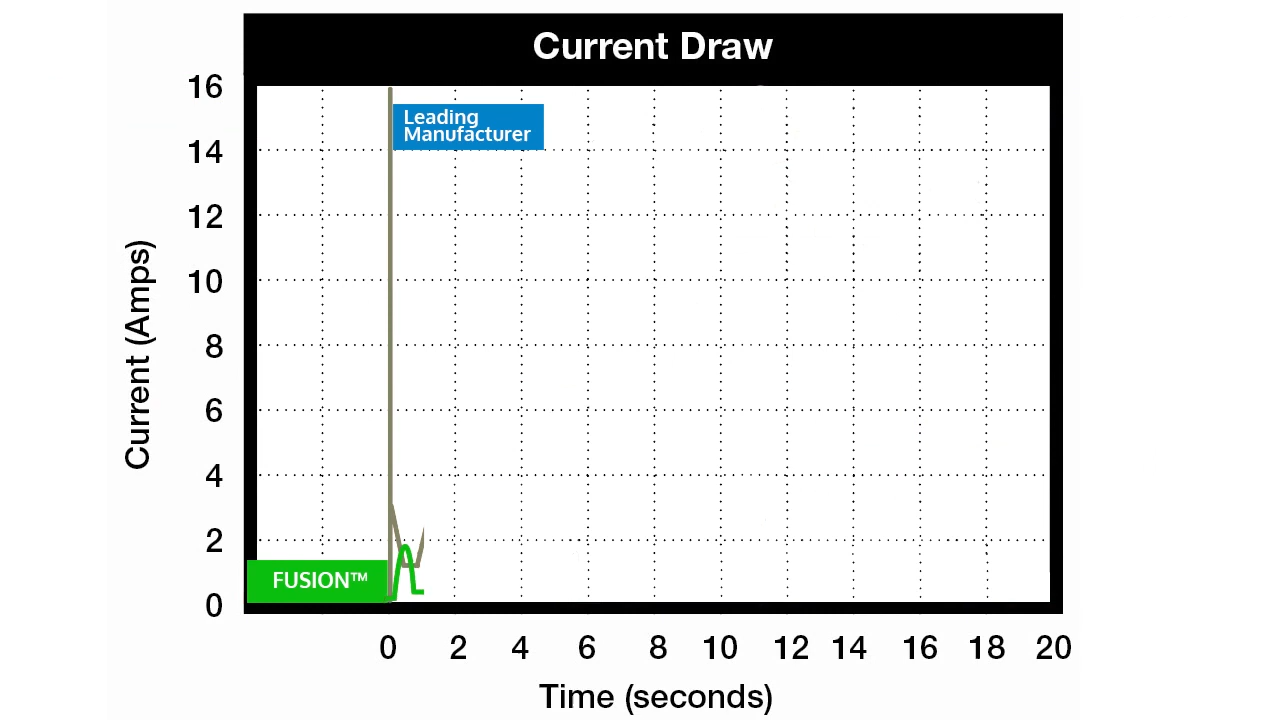 Current Draw
16
Leading
Manufacturer
14
12
10
8
6
4
2
FUSION™
0
Current (Amps)
0 2 4 6 8 10 12 14 16 18 20
Time (seconds)